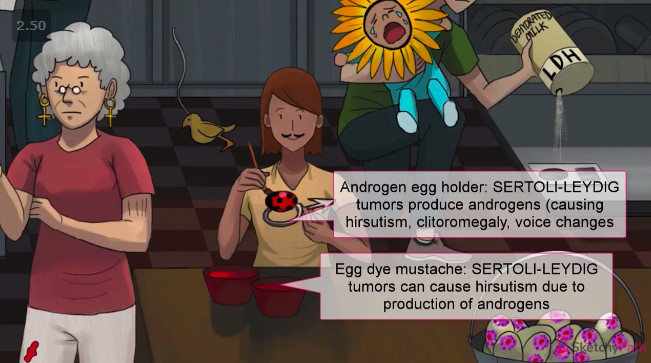 2.50
DEHYDRATED
MILK
LDH
Androgen egg holder: SERTOLI-LEYDIG
tumors produce androgens (causing
hirsutism, clitoromegaly, voice changes
Egg dye mustache: SERTOLI-LEYDIG
tumors can cause hirsutism due to
production of androgens
SketchyPath